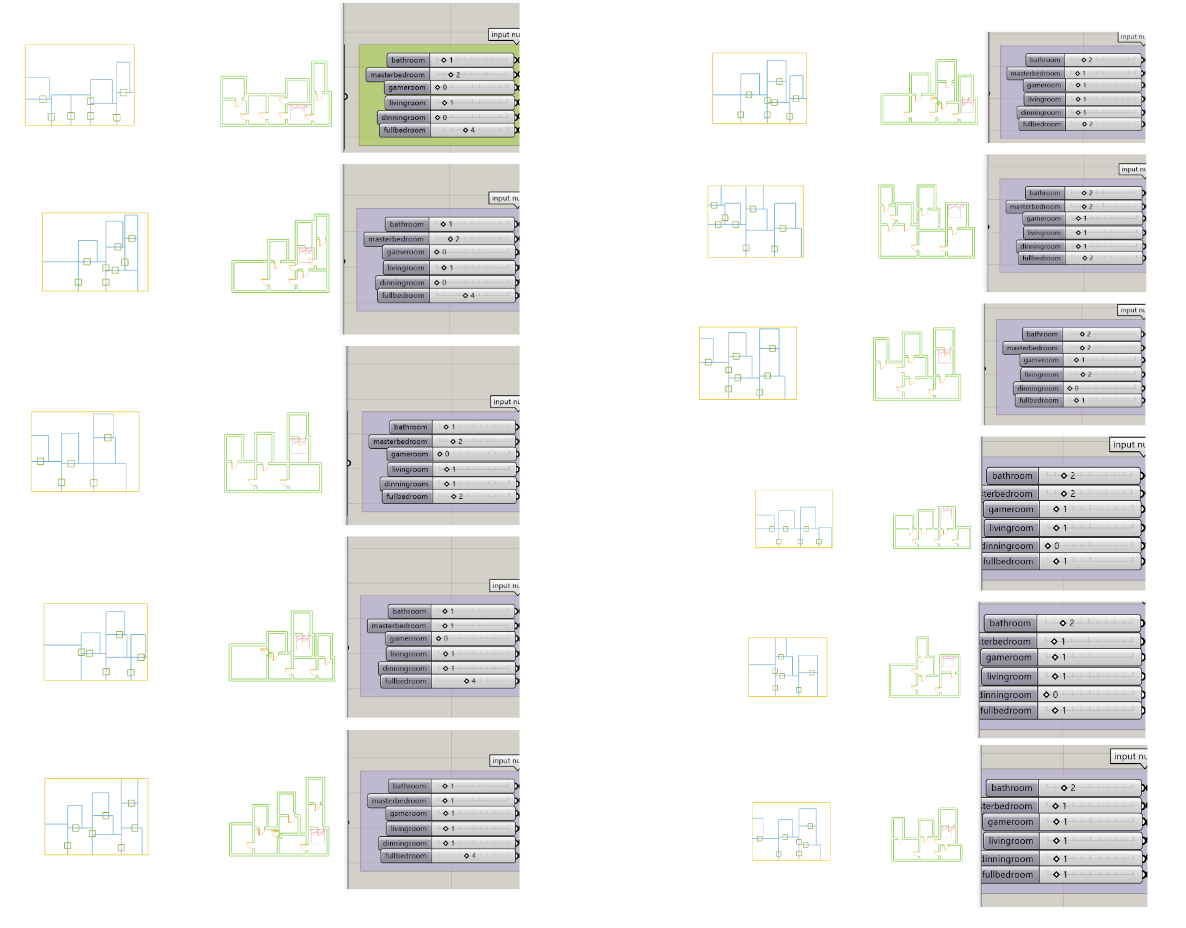 input nu
bathroom 1
masterbedroom 2
gameroom 0
livingroom 1
dinningroom 0
fullbedroom 4
input nu
bathroom 1
masterbedroom 2
gameroom 0
livingroom 1
dinningroom 0
fullbedroom 4
input nu
bathroom 1
masterbedroom 2
gameroom 0
livingroom 1
dinningroom 1
fullbedroom 2
input nu
bathroom 1
masterbedroom 1
gameroom 0
livingroom 1
dinningroom 1
fullbedroom 4
input nu
bathroom 1
masterbedroom 1
gameroom 1
livingroom 1
dinningroom 1
fullbedroom 4
input nu
bathroom 2
masterbedroom 1
gameroom 1
livingroom 1
dinningroom 1
fullbedroom 2
input nu
bathroom 2
masterbedroom 2
gameroom 1
livingroom 1
dinningroom 1
fullbedroom 2
input nu
bathroom 2
masterbedroom 2
gameroom 1
livingroom 2
dinningroom 0
fullbedroom 1
input nu
bathroom 2
sterbedroom 2
gameroom 1
livingroom 1
dinningroom 0
fullbedroom 1
bathroom 2
terbedroom 1
gameroom 1
livingroom 1
dinningroom 0
fullbedroom 1
input nu
bathroom 2
sterbedroom 1
gameroom 1
livingroom 1
dinningroom 1
fullbedroom 1